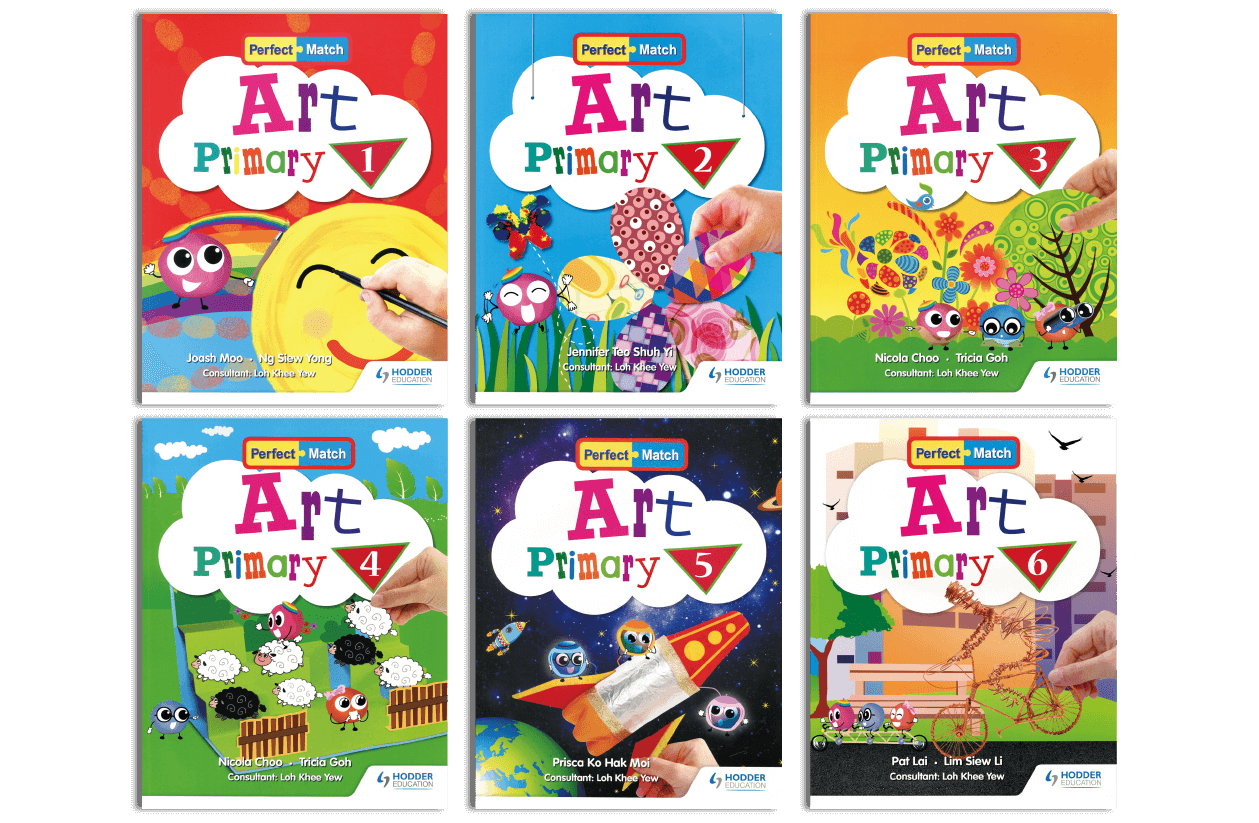 Perfect Match
Art
Primary 1
Joash Moo • Ng Siew Yong
Consultant: Loh Khee Yew
HODDER
EDUCATION
Perfect Match
Art
Primary 2
Jennifer Teo Shuh Yi
Consultant: Loh Khee Yew
HODDER
EDUCATION
Perfect Match
Art
Primary 3
Nicola Choo • Tricia Goh
Consultant: Loh Khee Yew
HODDER
EDUCATION
Perfect Match
Art
Primary 4
Nicola Choo • Tricia Goh
Consultant: Loh Khee Yew
HODDER
EDUCATION
Perfect Match
Art
Primary 5
Prisca Ko Hak Moi
Consultant: Loh Khee Yew
HODDER
EDUCATION
Perfect Match
Art
Primary 6
Pat Lai • Lim Siew Li
Consultant: Loh Khee Yew
HODDER
EDUCATION